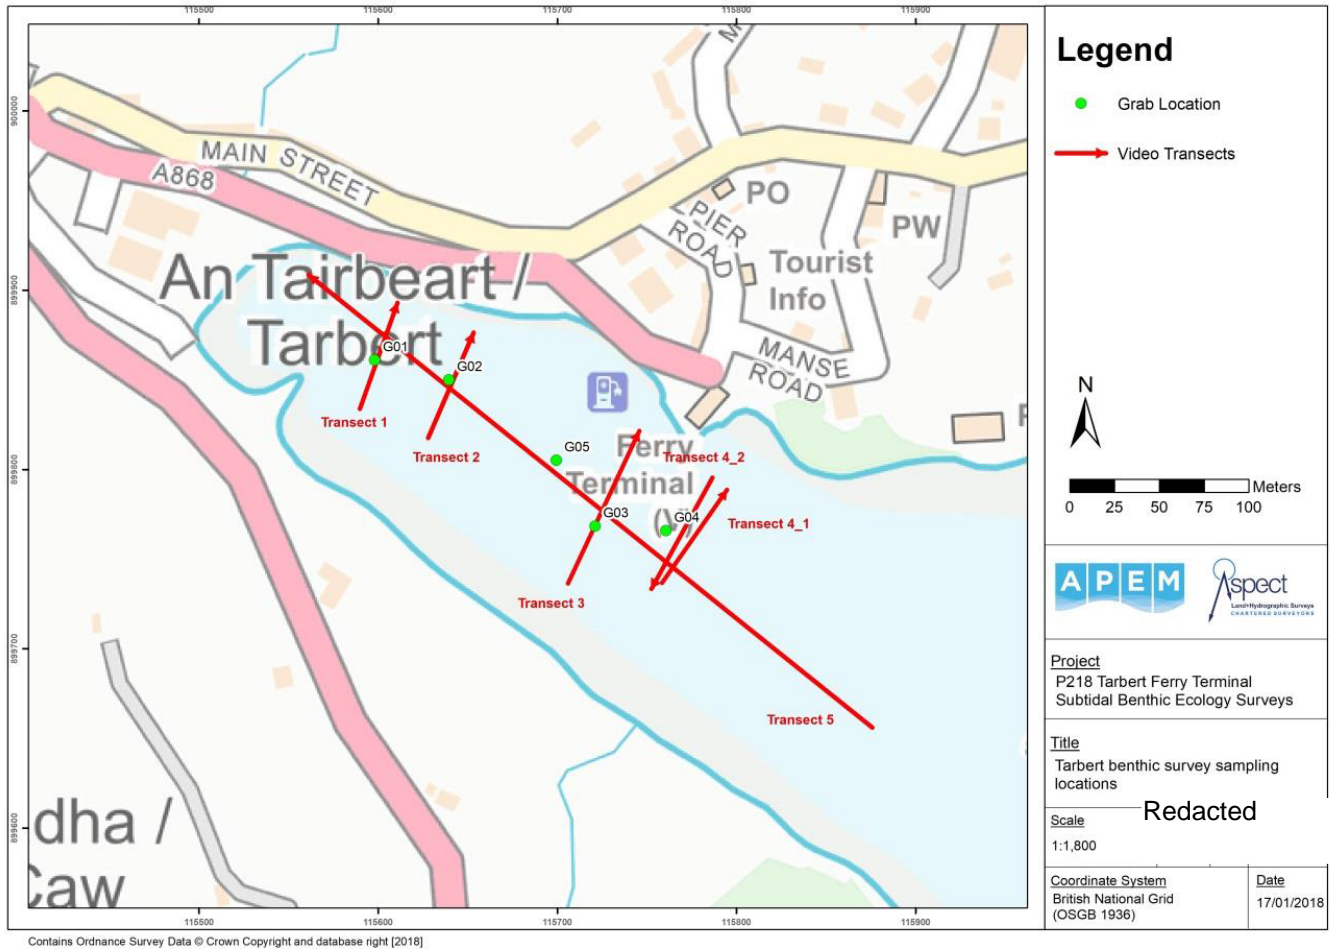 115500 115600 115700 115800 115900
900000
899900
899800
899700
899600
MAIN STREET
A868
PO
PIER
ROAD
PW
Tourist
Info
An Tairbeart /
Tarbert
MANSE
ROAD
G01
G02
Transect 1
Transect 2
G05
Ferry
Terminal
(V)
Transect 4_2
G03
G04
Transect 4_1
Transect 3
Transect 5
dha /
Caw
115500 115600 115700 115800 115900
Contains Ordnance Survey Data © Crown Copyright and database right [2018]
Legend
Grab Location
Video Transects
N
Meters
0 25 50 75 100
APEM
Aspect
Land+Hydrographic Surveys
CHARTERED SURVEYORS
Project
P218 Tarbert Ferry Terminal
Subtidal Benthic Ecology Surveys
Title
Tarbert benthic survey sampling
locations
Redacted
Scale
1:1,800
Coordinate System
British National Grid
(OSGB 1936)
Date
17/01/2018